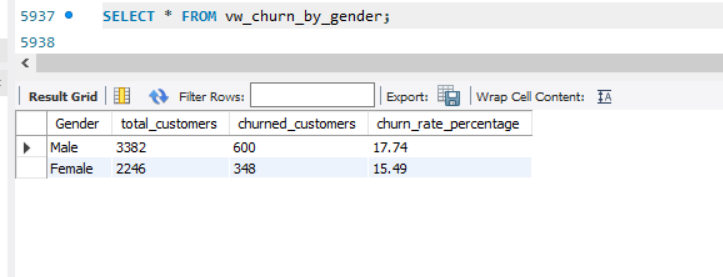 5937 SELECT * FROM vw_churn_by_gender;
5938
Result Grid Filter Rows: Export: Wrap Cell Content: IA
Gender total_customers churned_customers churn_rate_percentage
Male 3382 600 17.74
Female 2246 348 15.49